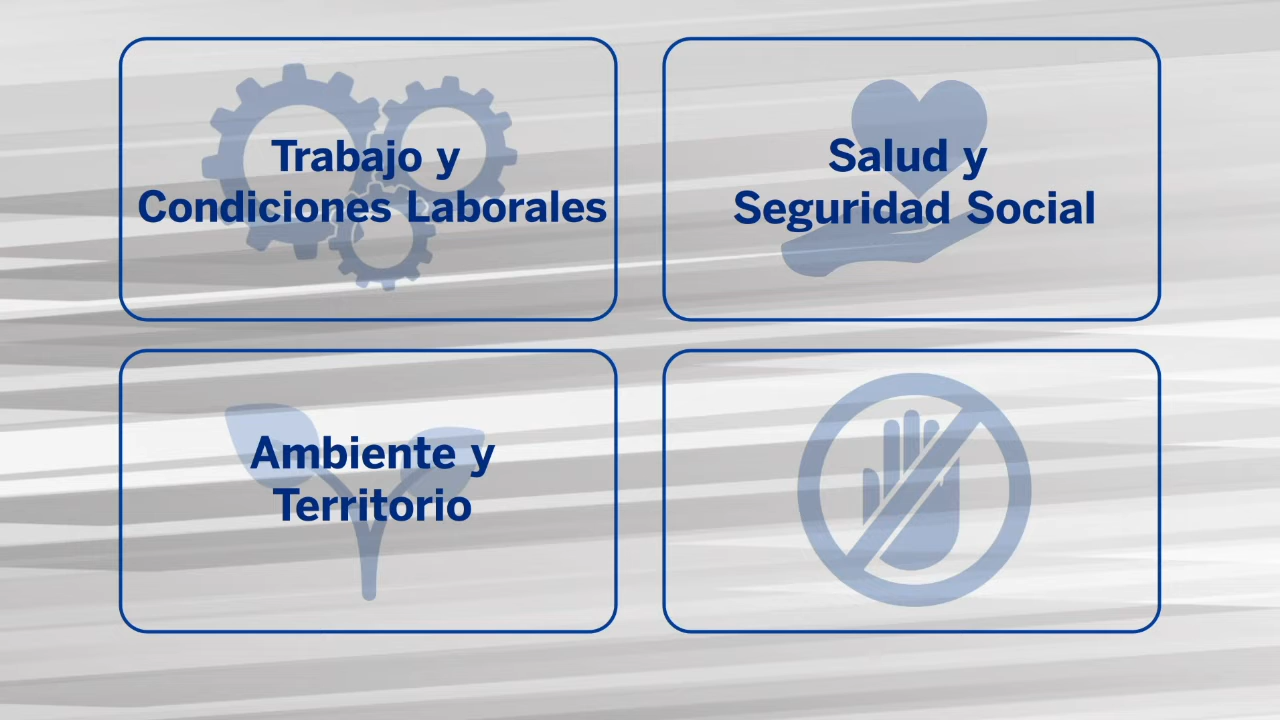 Trabajo y
Condiciones Laborales
Salud y
Seguridad Social
Ambiente y
Territorio